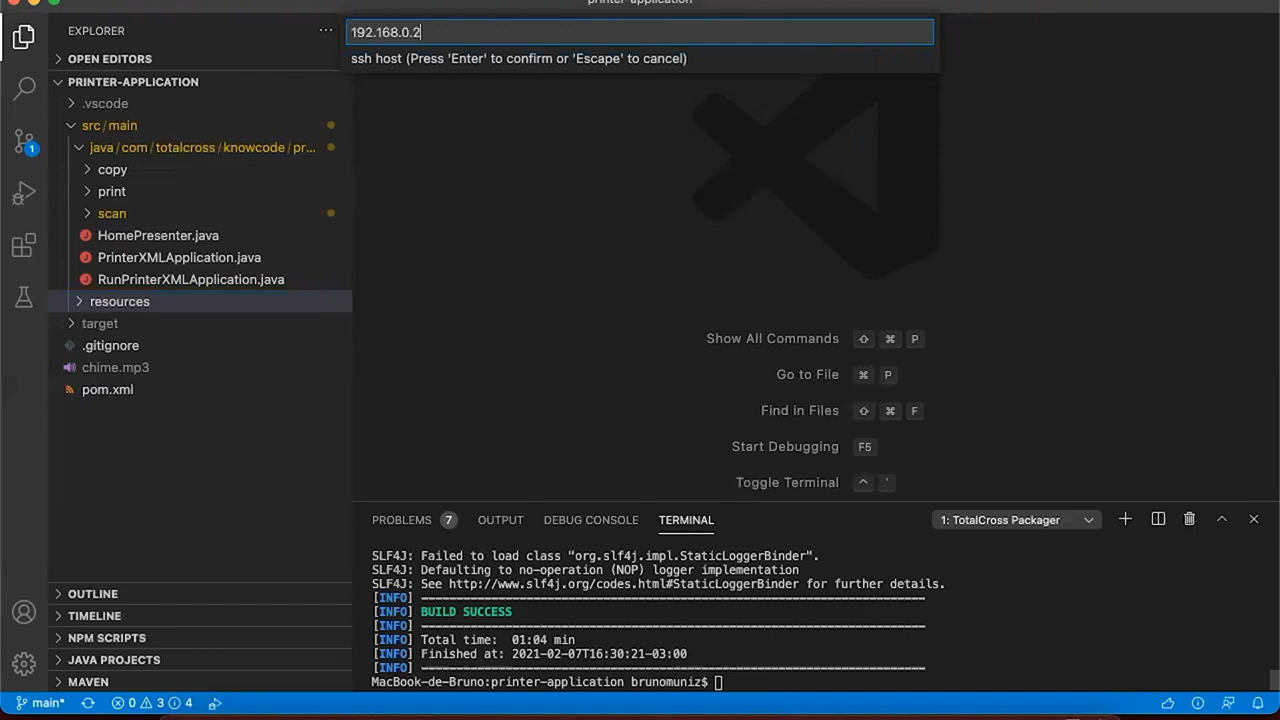 printer-application
EXPLORER
192.168.0.2
ssh host (Press 'Enter' to confirm or 'Escape' to cancel)
OPEN EDITORS
PRINTER-APPLICATION
.vscode
src/main
java/com/totalcross/knowcode/pr...
copy
print
scan
HomePresenter.java
PrinterXMLApplication.java
RunPrinterXMLApplication.java
resources
target
.gitignore
chime.mp3
pom.xml
1
Show All Commands ⇧ ⌘ P
Go to File ⌘ P
Find in Files ⇧ ⌘ F
Start Debugging F5
Toggle Terminal ^ `
PROBLEMS 7 OUTPUT DEBUG CONSOLE TERMINAL 1: TotalCross Packager
SLF4J: Failed to load class "org.slf4j.impl.StaticLoggerBinder".
SLF4J: Defaulting to no-operation (NOP) logger implementation
SLF4J: See http://www.slf4j.org/codes.html#StaticLoggerBinder for further details.
[INFO] ------------------------------------------------------------------------
[INFO] BUILD SUCCESS
[INFO] ------------------------------------------------------------------------
[INFO] Total time:  01:04 min
[INFO] Finished at: 2021-02-07T16:30:21-03:00
[INFO] ------------------------------------------------------------------------
MacBook-de-Bruno:printer-application brunomuniz$
OUTLINE
TIMELINE
NPM SCRIPTS
JAVA PROJECTS
MAVEN
main* 0 3 4